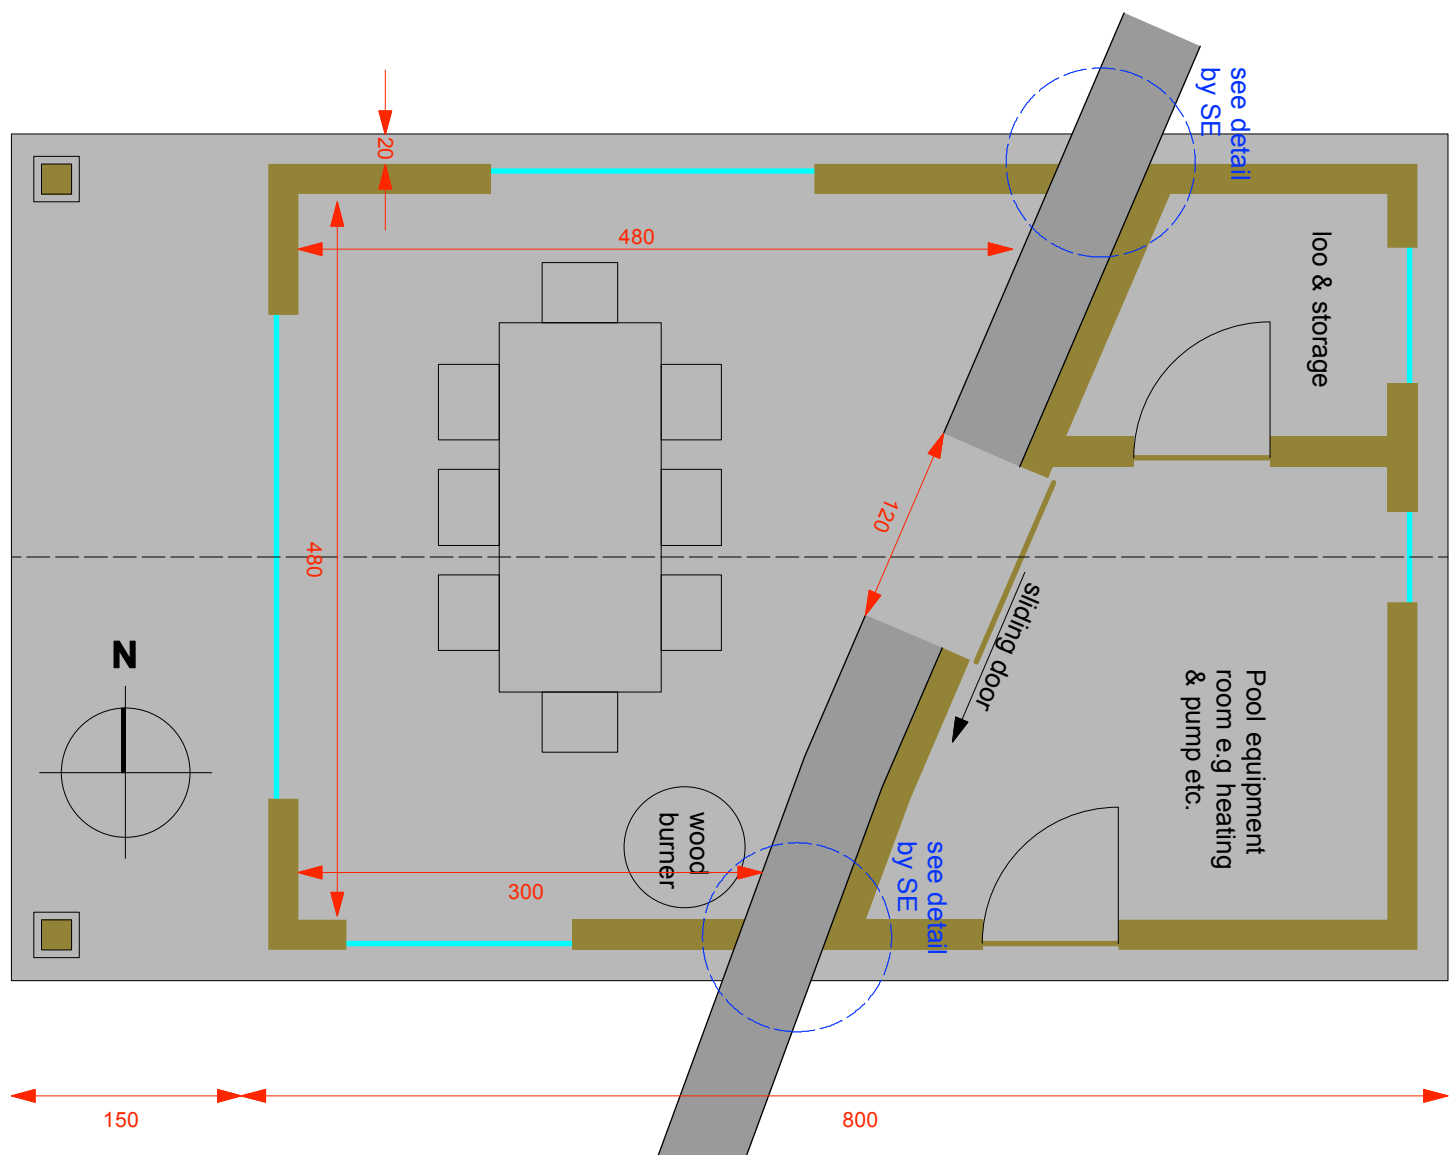 see detail
by SE
20
480
loo & storage
120
480
sliding door
N
Pool equipment
room e.g heating
& pump etc.
wood
burner
see detail
by SE
300
150
800